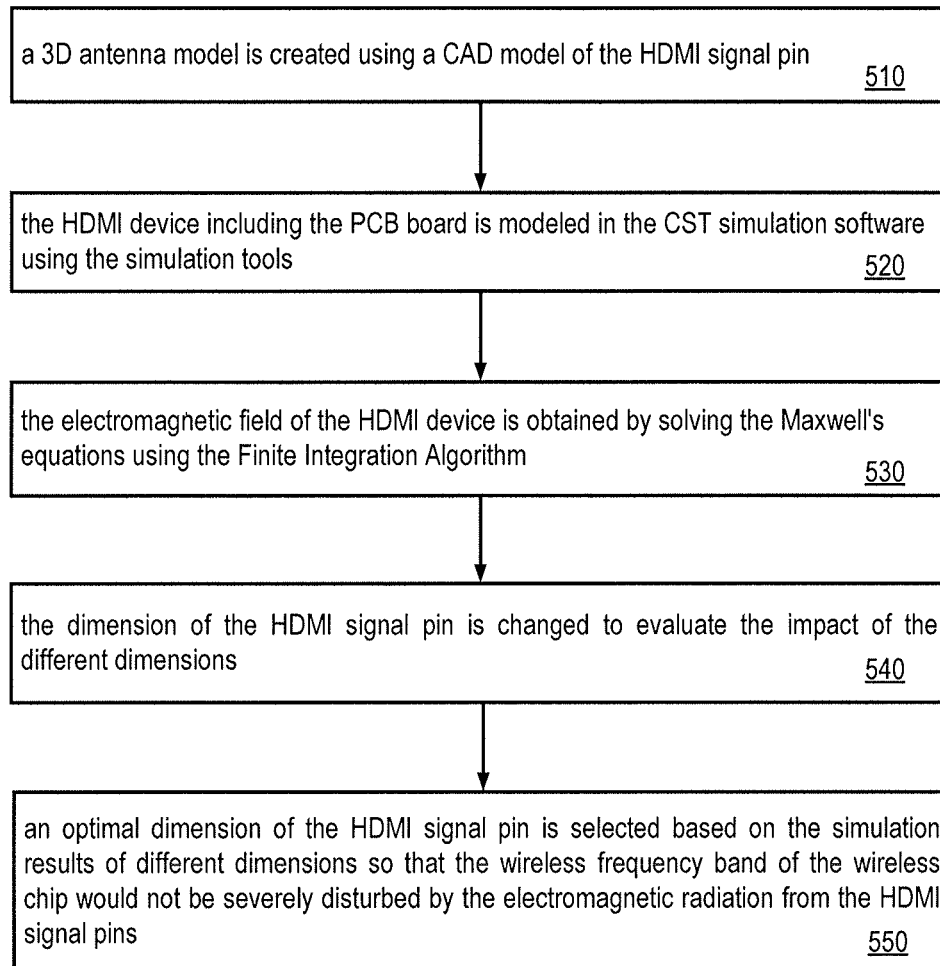 a 3D antenna model is created using a CAD model of the HDMI signal pin
510
the HDMI device including the PCB board is modeled in the CST simulation software
using the simulation tools
520
the electromagnetic field of the HDMI device is obtained by solving the Maxwell's
equations using the Finite Integration Algorithm
530
the dimension of the HDMI signal pin is changed to evaluate the impact of the
different dimensions
540
an optimal dimension of the HDMI signal pin is selected based on the simulation
results of different dimensions so that the wireless frequency band of the wireless
chip would not be severely disturbed by the electromagnetic radiation from the HDMI
signal pins
550